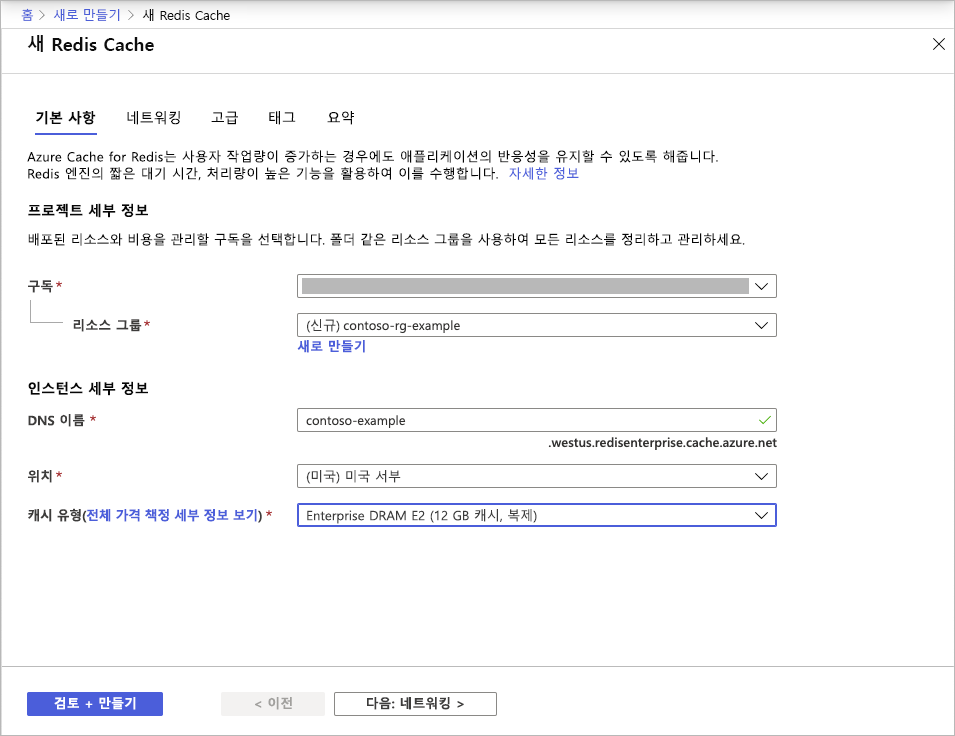 홈 > 새로 만들기 > 새 Redis Cache
새 Redis Cache
기본 사항 네트워킹 고급 태그 요약
Azure Cache for Redis는 사용자 작업량이 증가하는 경우에도 애플리케이션의 반응성을 유지할 수 있도록 해줍니다.
Redis 엔진의 짧은 대기 시간, 처리량이 높은 기능을 활용하여 이를 수행합니다. 자세한 정보
프로젝트 세부 정보
배포된 리소스와 비용을 관리할 구독을 선택합니다. 폴더 같은 리소스 그룹을 사용하여 모든 리소스를 정리하고 관리하세요.
구독*
리소스 그룹* (신규) contoso-rg-example
새로 만들기
인스턴스 세부 정보
DNS 이름 * contoso-example
.westus.redisenterprise.cache.azure.net
위치* (미국) 미국 서부
캐시 유형(전체 가격 책정 세부 정보 보기) * Enterprise DRAM E2 (12 GB 캐시, 복제)
검토 + 만들기 < 이전 다음: 네트워킹 >